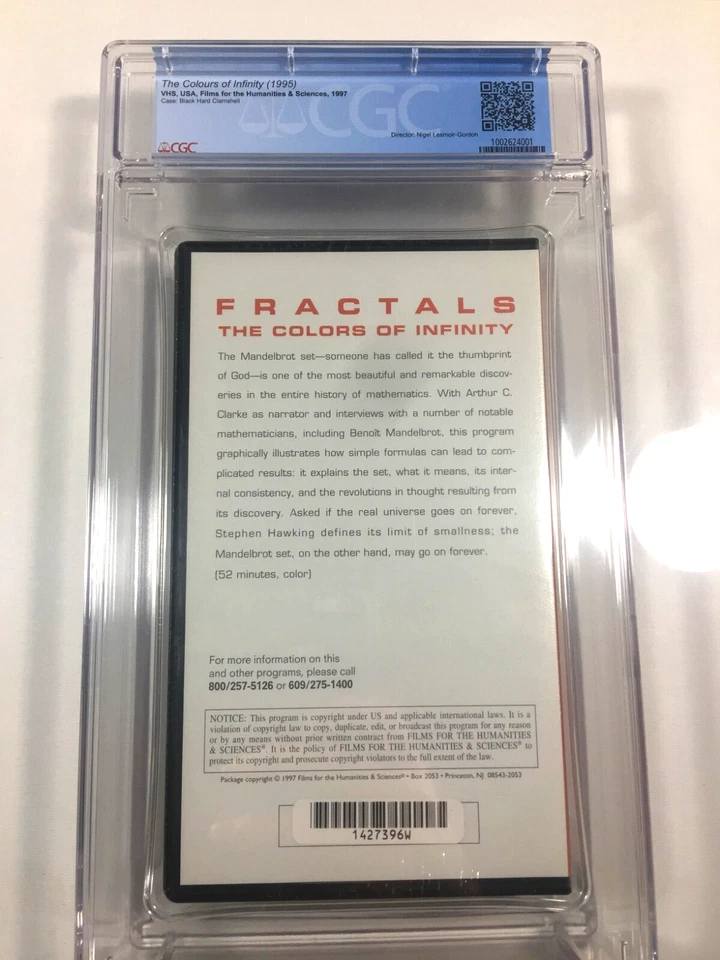 The Colours of Infinity (1995)
VHS, USA, Films for the Humanities & Sciences, 1997
Case: Black Hard Clamshell
CGC
Director: Nigel Lesmoir-Gordon
CGC
1002624001
FRACTALS
THE COLORS OF INFINITY
The Mandelbrot set—someone has called it the thumbprint
of God—is one of the most beautiful and remarkable discov-
eries in the entire history of mathematics. With Arthur C.
Clarke as narrator and interviews with a number of notable
mathematicians, including Benoît Mandelbrot, this program
graphically illustrates how simple formulas can lead to com-
plicated results: it explains the set, what it means, its inter-
nal consistency, and the revolutions in thought resulting from
its discovery. Asked if the real universe goes on forever,
Stephen Hawking defines its limit of smallness; the
Mandelbrot set, on the other hand, may go on forever.
(52 minutes, color)
For more information on this
and other programs, please call
800/257-5126 or 609/275-1400
NOTICE: This program is copyright under US and applicable international laws. It is a
violation of copyright law to copy, duplicate, edit, or broadcast this program for any reason
or by any means without prior written contract from FILMS FOR THE HUMANITIES
& SCIENCES®. It is the policy of FILMS FOR THE HUMANITIES & SCIENCES® to
protect its copyright and prosecute copyright violators to the full extent of the law.
Package copyright © 1997 Films for the Humanities & Sciences® • Box 2053 • Princeton, NJ 08543-2053
1427396W